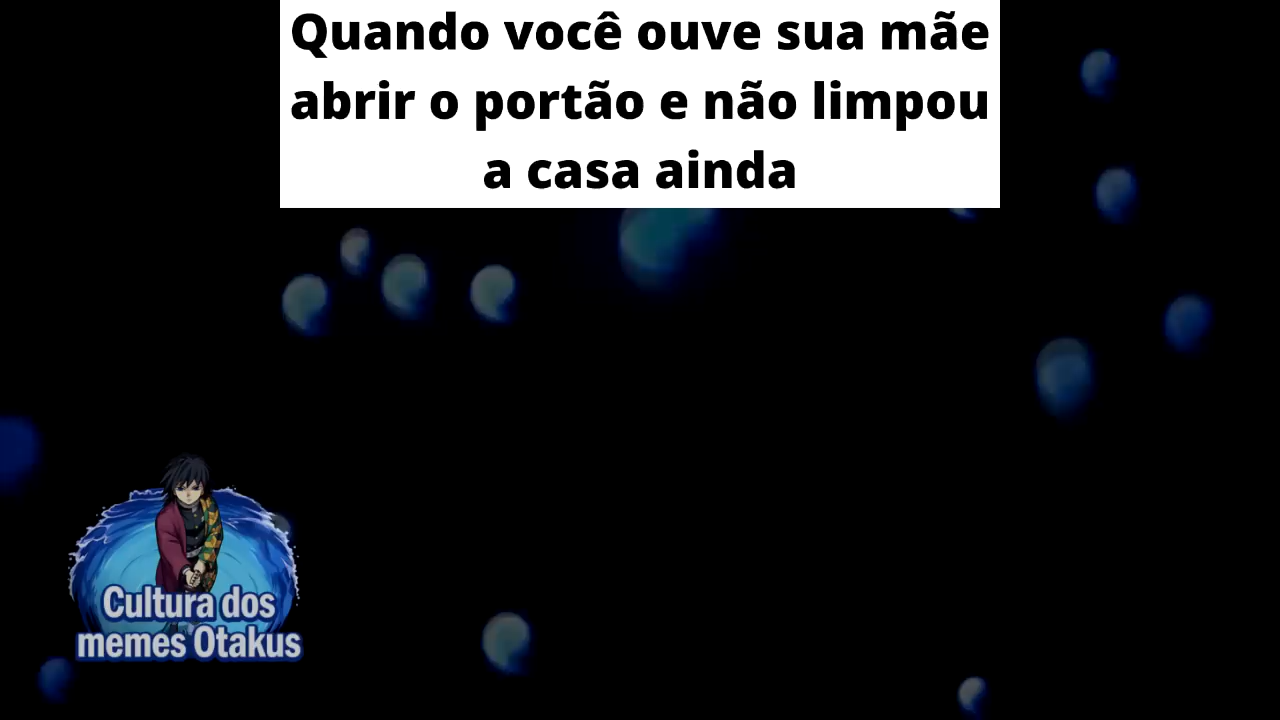 Quando você ouve sua mãe
abrir o portão e não limpou
a casa ainda
Cultura dos
memes Otakus